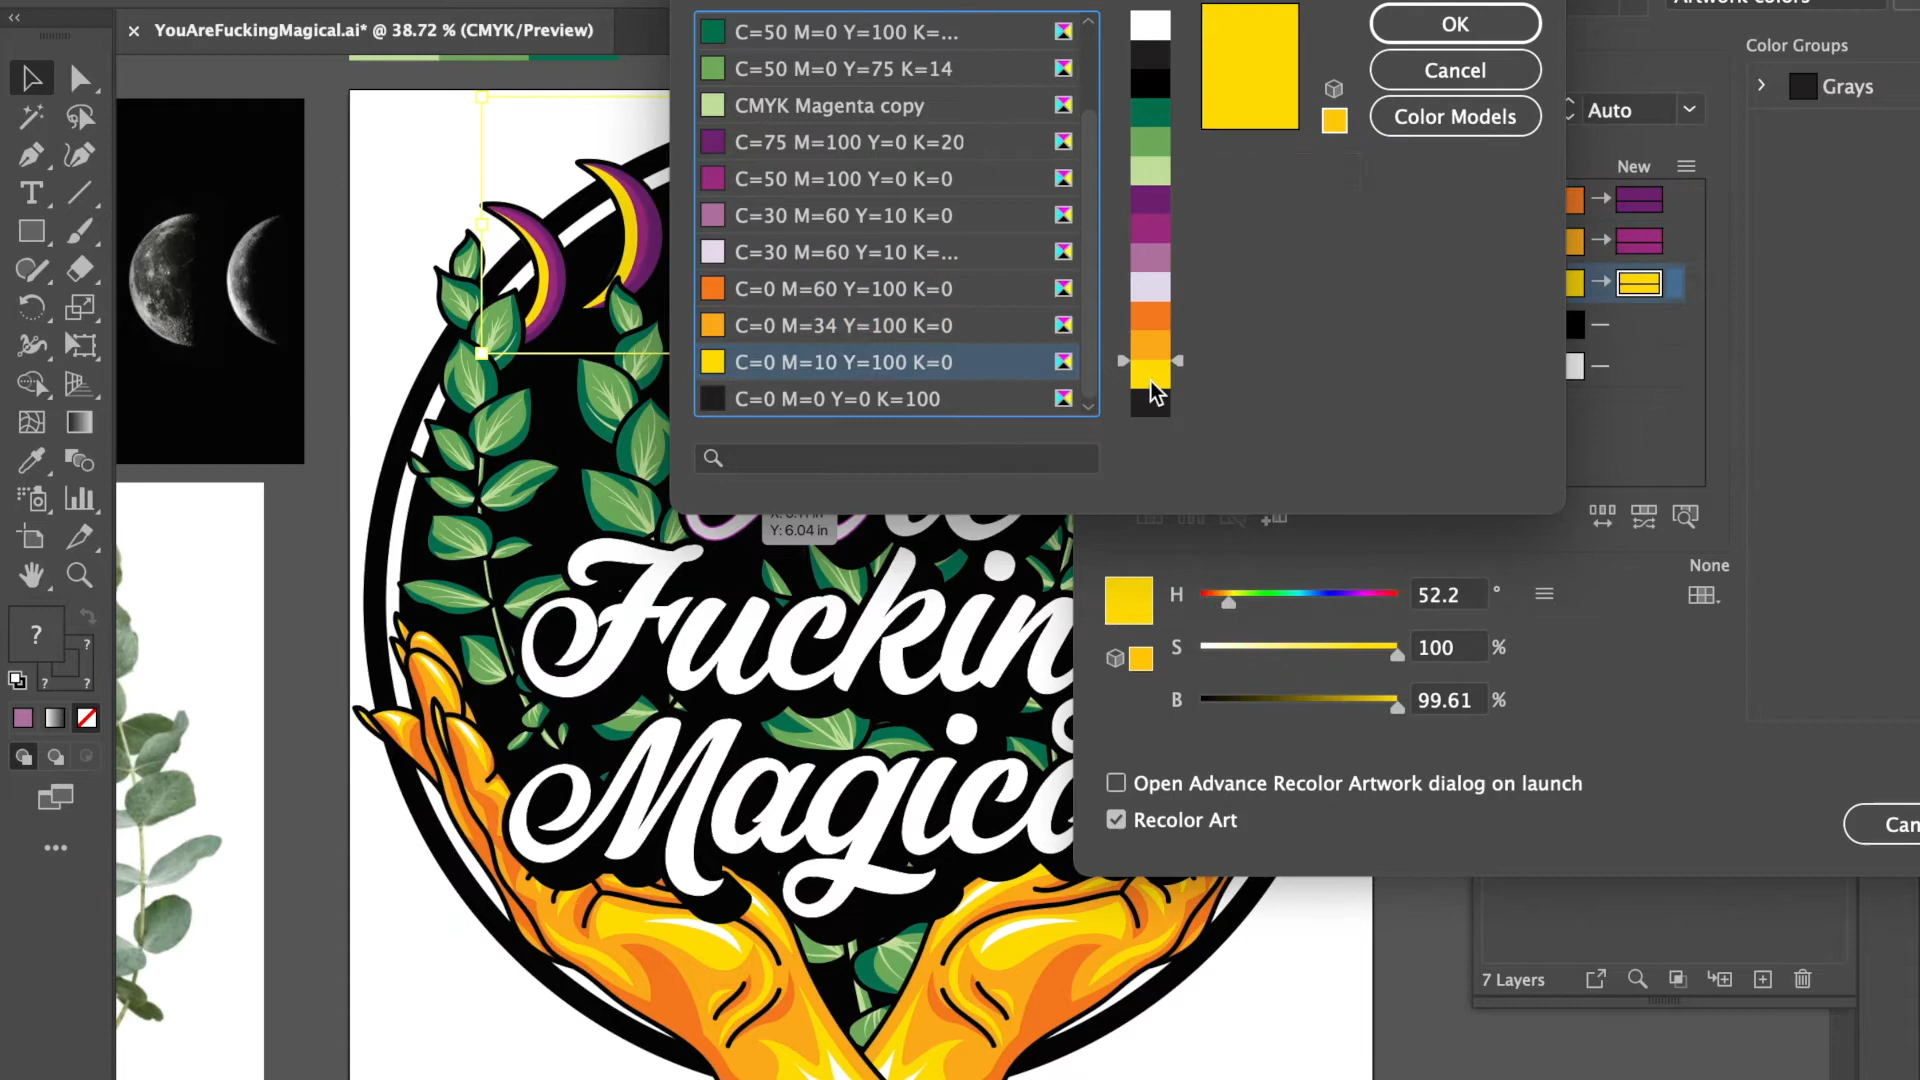 Artwork colors
YouAreFuckingMagical.ai* @ 38.72 % (CMYK/Preview)
C=50 M=0 Y=100 K=...
C=50 M=0 Y=75 K=14
CMYK Magenta copy
C=75 M=100 Y=0 K=20
C=50 M=100 Y=0 K=0
C=30 M=60 Y=10 K=0
C=30 M=60 Y=10 K=...
C=0 M=60 Y=100 K=0
C=0 M=34 Y=100 K=0
C=0 M=10 Y=100 K=0
C=0 M=0 Y=0 K=100
OK
Cancel
Color Models
Color Groups
Grays
Auto
New
Y: 6.04 in
Fuckin
Magic
None
H 52.2 °
S 100 %
B 99.61 %
Open Advance Recolor Artwork dialog on launch
Recolor Art
Can
7 Layers